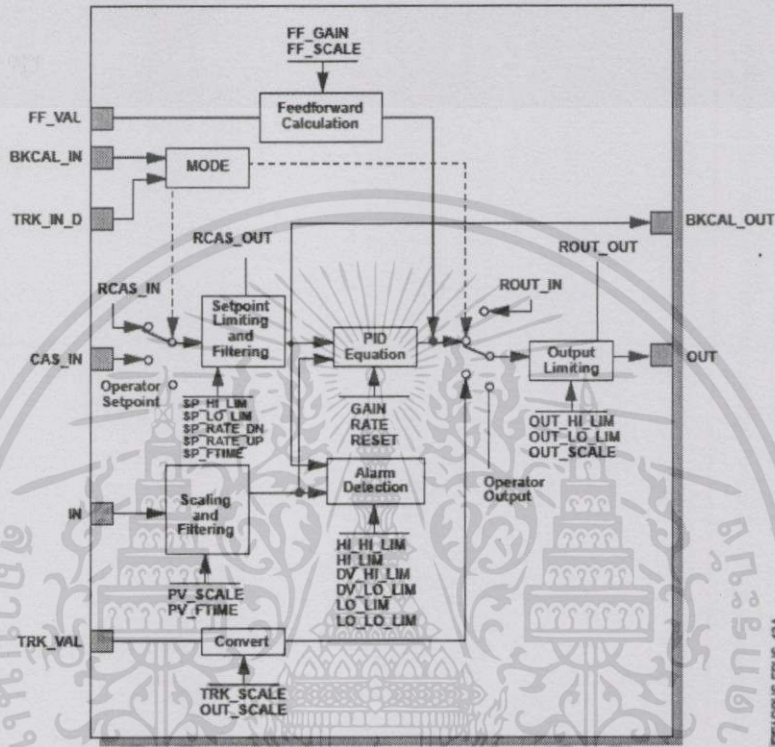 FF_GAIN
FF_SCALE
FF_VAL
Feedforward
Calculation
BKCAL_IN
MODE
TRK_IN_D
BKCAL_OUT
RCAS_OUT
ROUT_OUT
RCAS_IN
ROUT_IN
Setpoint
Limiting
and
Filtering
PID
Equation
Output
Limiting
CAS_IN
OUT
Operator
Setpoint
SP_HI_LIM
SP_LO_LIM
SP_RATE_DN
SP_RATE_UP
SP_FTIME
GAIN
RATE
RESET
OUT_HI_LIM
OUT_LO_LIM
OUT_SCALE
Operator
Output
Scaling
and
Filtering
Alarm
Detection
IN
HI_HI_LIM
HI_LIM
DV_HI_LIM
DV_LO_LIM
LO_LIM
LO_LO_LIM
PV_SCALE
PV_FTIME
TRK_VAL
Convert
TRK_SCALE
OUT_SCALE